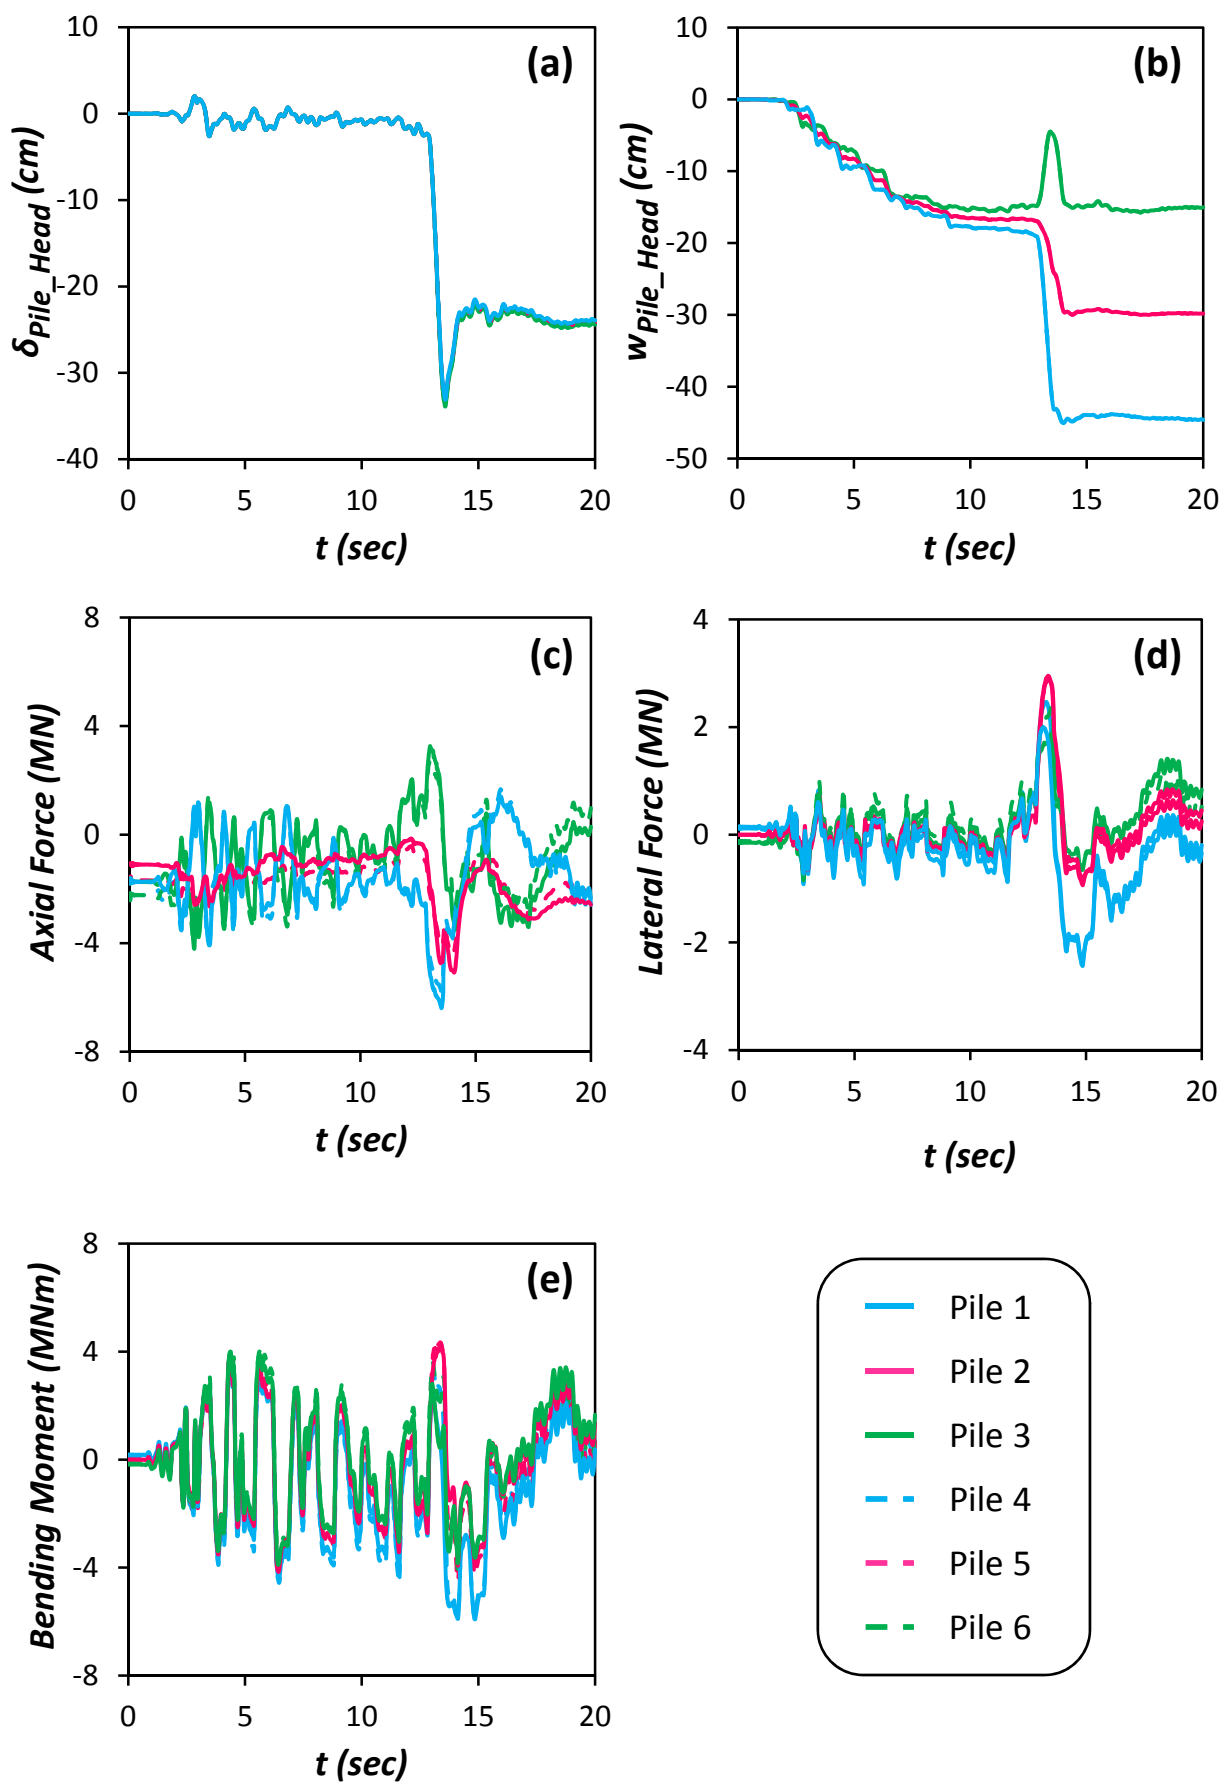 (a)
δPile_Head (cm)
10
0
-10
-20
-30
-40
0 5 10 15 20
t (sec)
(b)
wPile_Head (cm)
10
0
-10
-20
-30
-40
-50
0 5 10 15 20
t (sec)
(c)
Axial Force (MN)
8
4
0
-4
-8
0 5 10 15 20
t (sec)
(d)
Lateral Force (MN)
4
2
0
-2
-4
0 5 10 15 20
t (sec)
(e)
Bending Moment (MNm)
8
4
0
-4
-8
0 5 10 15 20
t (sec)
Pile 1
Pile 2
Pile 3
Pile 4
Pile 5
Pile 6